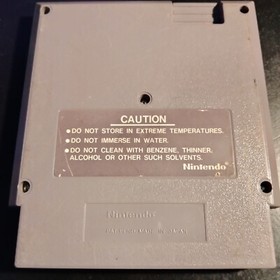 CAUTION
● DO NOT STORE IN EXTREME TEMPERATURES.
● DO NOT IMMERSE IN WATER.
● DO NOT CLEAN WITH BENZENE, THINNER,
ALCOHOL OR OTHER SUCH SOLVENTS.
Nintendo
Nintendo